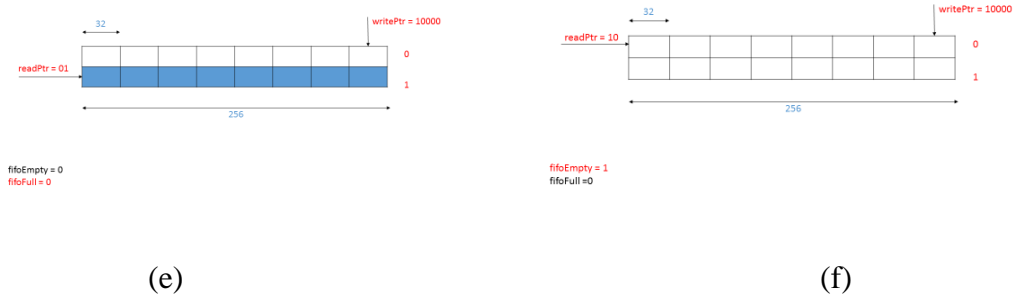 writePtr = 10000
32
0
readPtr = 01
1
256
fifoEmpty = 0
fifoFull = 0
(e)
writePtr = 10000
32
readPtr = 10
0
1
256
fifoEmpty = 1
fifoFull =0
(f)